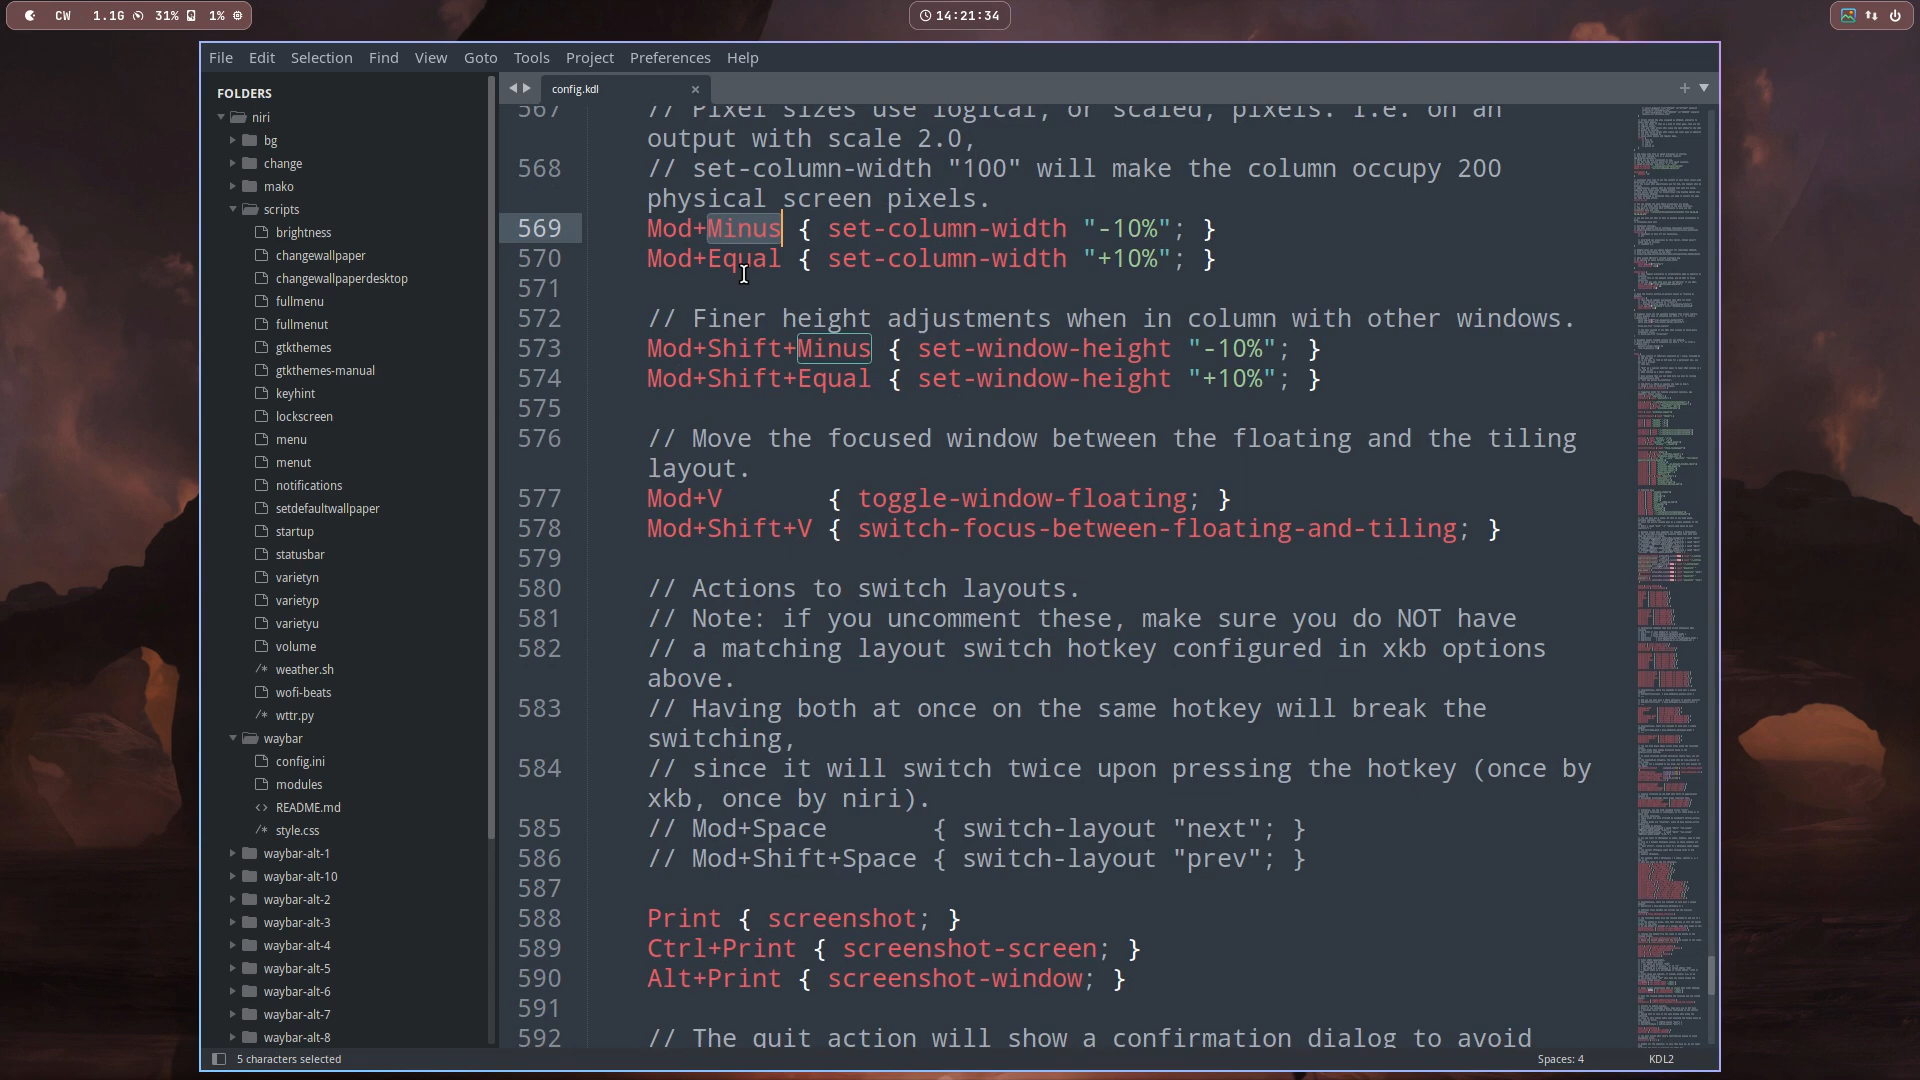 CW 1.1G 31% 1%
14:21:34
File Edit Selection Find View Goto Tools Project Preferences Help
FOLDERS
niri
bg
change
mako
scripts
brightness
changewallpaper
changewallpaperdesktop
fullmenu
fullmenut
gtkthemes
gtkthemes-manual
keyhint
lockscreen
menu
menut
notifications
setdefaultwallpaper
startup
statusbar
varietyn
varietyp
varietyu
volume
/* weather.sh
wofi-beats
/* wttr.py
waybar
config.ini
modules
<> README.md
/* style.css
waybar-alt-1
waybar-alt-10
waybar-alt-2
waybar-alt-3
waybar-alt-4
waybar-alt-5
waybar-alt-6
waybar-alt-7
waybar-alt-8
config.kdl
567 // Pixel sizes use logical, or scaled, pixels. I.e. on an
output with scale 2.0,
568 // set-column-width "100" will make the column occupy 200
physical screen pixels.
569 Mod+Minus { set-column-width "-10%"; }
570 Mod+Equal { set-column-width "+10%"; }
571
572 // Finer height adjustments when in column with other windows.
573 Mod+Shift+Minus { set-window-height "-10%"; }
574 Mod+Shift+Equal { set-window-height "+10%"; }
575
576 // Move the focused window between the floating and the tiling
layout.
577 Mod+V       { toggle-window-floating; }
578 Mod+Shift+V { switch-focus-between-floating-and-tiling; }
579
580 // Actions to switch layouts.
581 // Note: if you uncomment these, make sure you do NOT have
582 // a matching layout switch hotkey configured in xkb options
above.
583 // Having both at once on the same hotkey will break the
switching,
584 // since it will switch twice upon pressing the hotkey (once by
xkb, once by niri).
585 // Mod+Space       { switch-layout "next"; }
586 // Mod+Shift+Space { switch-layout "prev"; }
587
588 Print { screenshot; }
589 Ctrl+Print { screenshot-screen; }
590 Alt+Print { screenshot-window; }
591
592 // The quit action will show a confirmation dialog to avoid
5 characters selected
Spaces: 4 KDL2